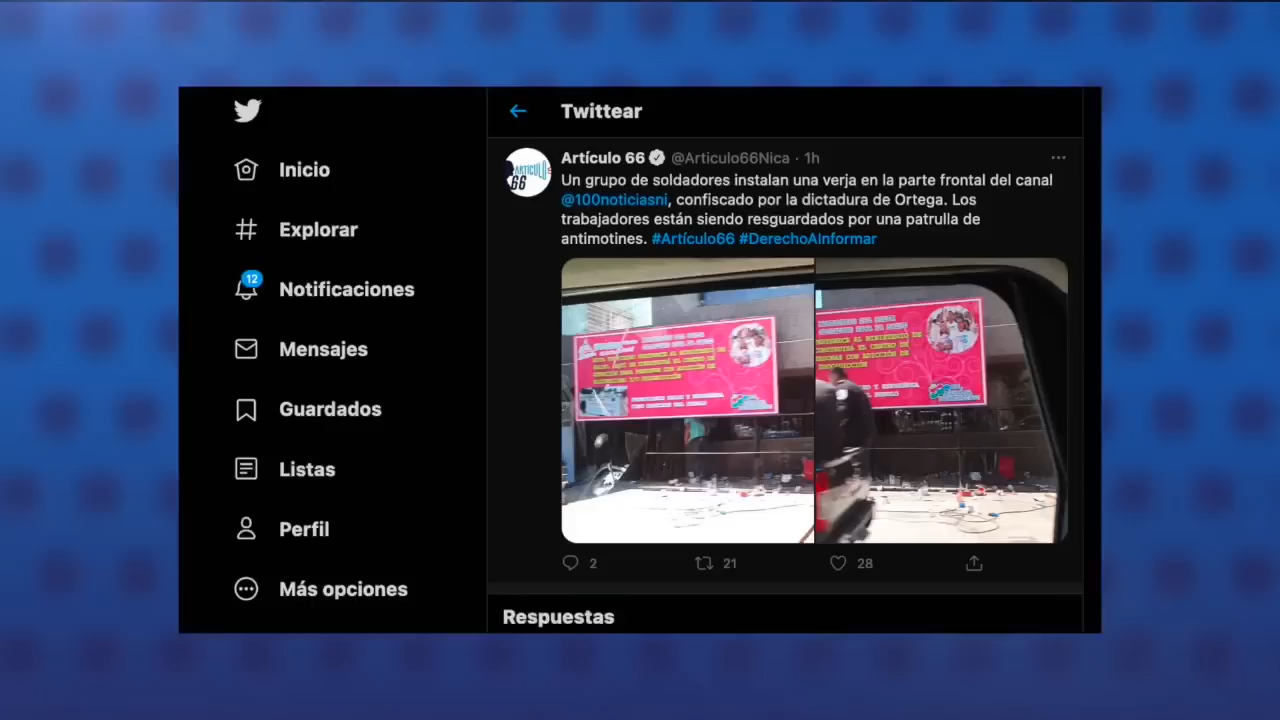 Twittear
Inicio
Explorar
12
Notificaciones
Mensajes
Guardados
Listas
Perfil
Más opciones
ARTÍCULO
66
Artículo 66 @Articulo66Nica · 1h
Un grupo de soldadores instalan una verja en la parte frontal del canal
@100noticiasni, confiscado por la dictadura de Ortega. Los
trabajadores están siendo resguardados por una patrulla de
antimotines. #Artículo66 #DerechoAInformar
2 21 28
Respuestas